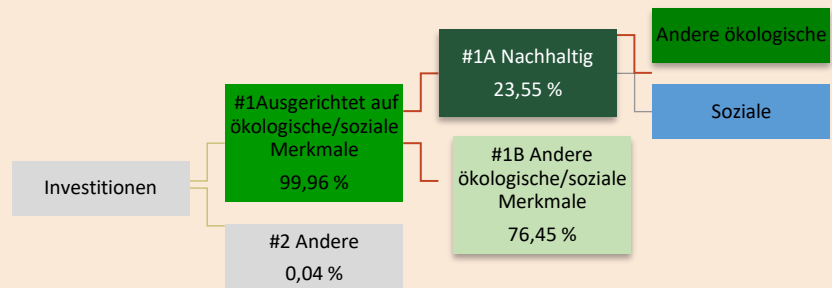 Investitionen
#1Ausgerichtet auf
ökologische/soziale
Merkmale
99,96 %
#2 Andere
0,04 %
#1A Nachhaltig
23,55 %
#1B Andere
ökologische/soziale
Merkmale
76,45 %
Andere ökologische
Soziale